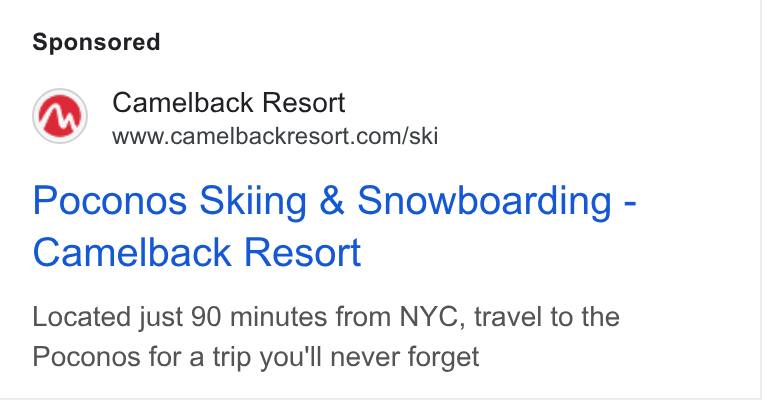 Sponsored
Camelback Resort
www.camelbackresort.com/ski
Poconos Skiing & Snowboarding -
Camelback Resort
Located just 90 minutes from NYC, travel to the
Poconos for a trip you'll never forget